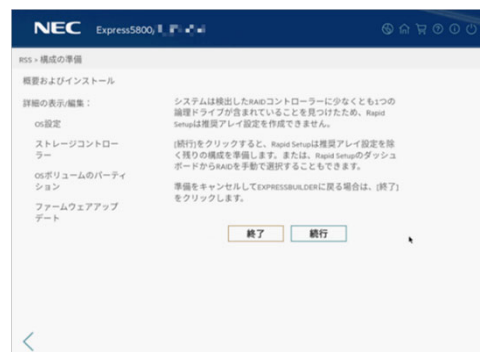 NEC Express5800/
RSS > 構成の準備
概要およびインストール
詳細の表示/編集：
OS設定
ストレージコントロー
ラー
OSボリュームのパーティ
ション
ファームウェアアップ
デート
システムは検出したRAIDコントローラーに少なくとも1つの
論理ドライブが含まれていることを見つけたため、Rapid
Setupは推奨アレイ設定を作成できません。
[続行]をクリックすると、Rapid Setupは推奨アレイ設定を除
く残りの構成を準備します。または、Rapid Setupのダッシュ
ボードからRAIDを手動で選択することもできます。
準備をキャンセルしてEXPRESSBUILDERに戻る場合は、[終了]
をクリックします。
終了 続行